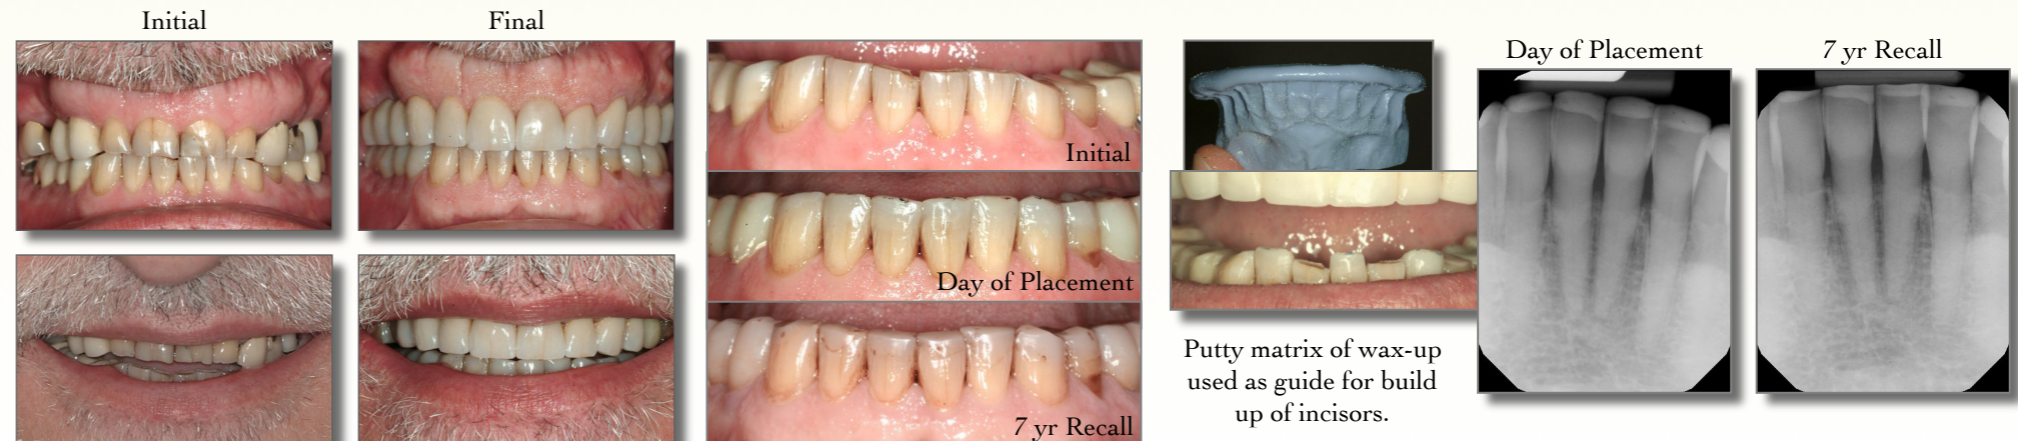 Initial
Final
Initial
Day of Placement
7 yr Recall
Putty matrix of wax-up
used as guide for build
up of incisors.
Day of Placement
7 yr Recall